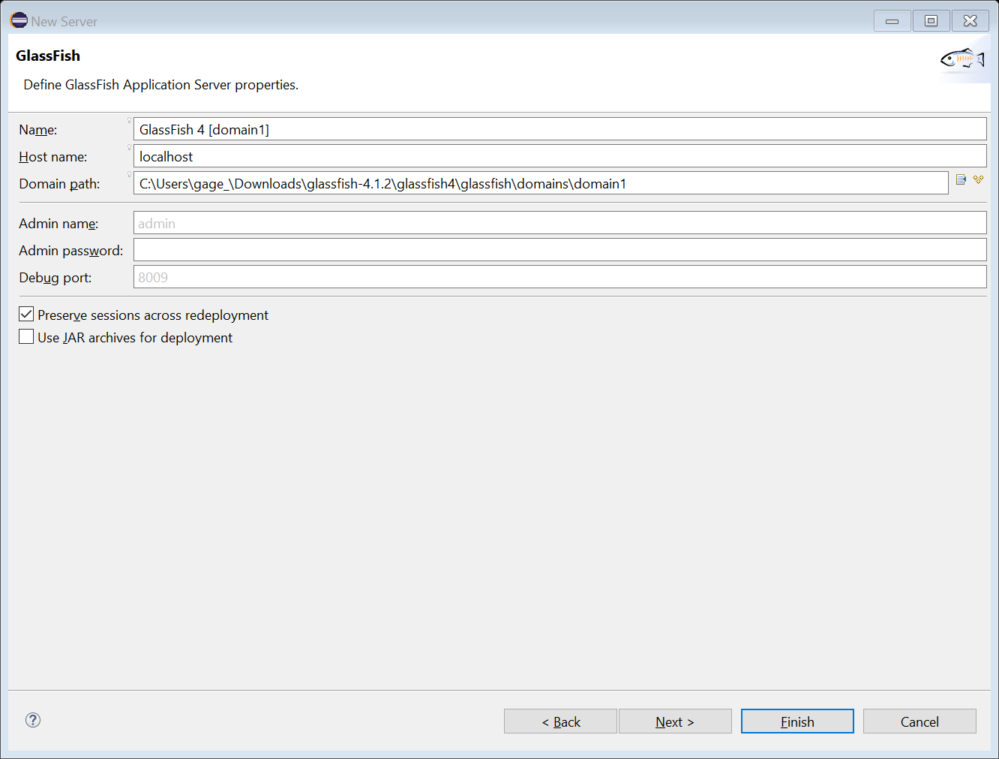 New Server
GlassFish
Define GlassFish Application Server properties.
Name: GlassFish 4 [domain1]
Host name: localhost
Domain path: C:\Users\gage_\Downloads\glassfish-4.1.2\glassfish4\glassfish\domains\domain1
Admin name: admin
Admin password:
Debug port: 8009
Preserve sessions across redeployment
Use JAR archives for deployment
?
< Back Next > Finish Cancel